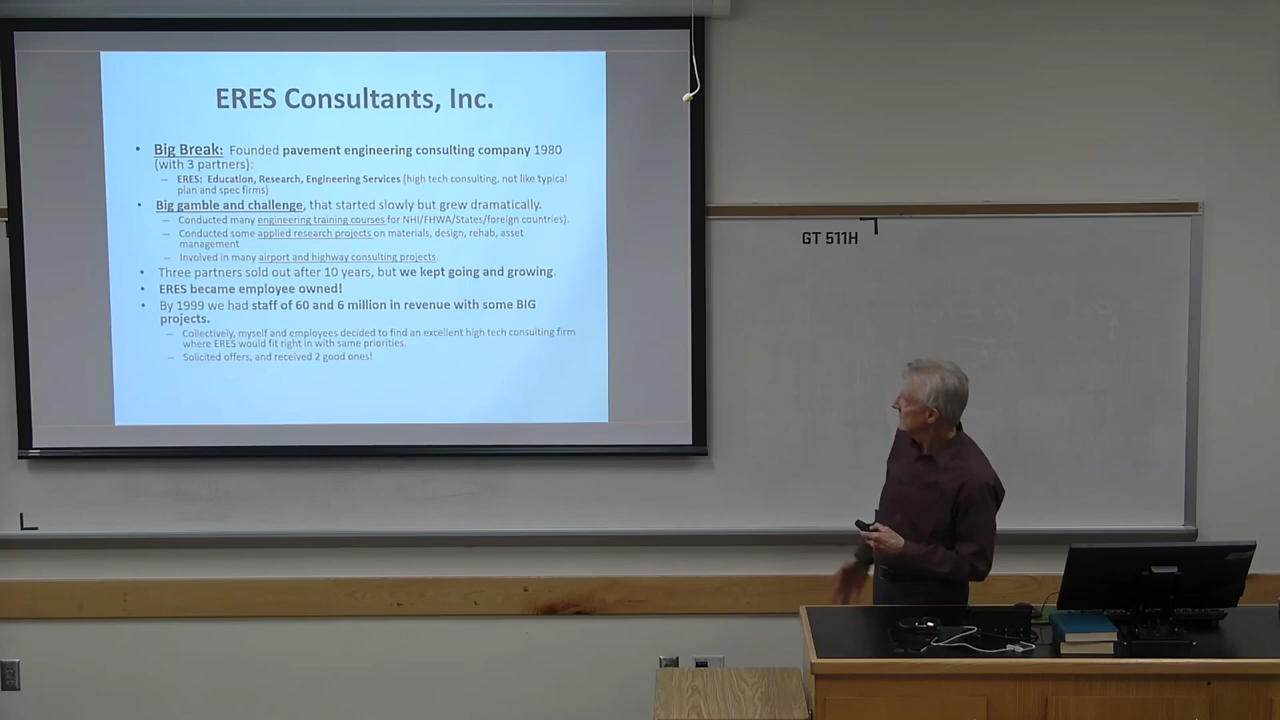 ERES Consultants, Inc.
• Big Break: Founded pavement engineering consulting company 1980
(with 3 partners):
– ERES: Education, Research, Engineering Services (high tech consulting, not like typical
plan and spec firms)
• Big gamble and challenge, that started slowly but grew dramatically.
– Conducted many engineering training courses for NHI/FHWA/States/foreign countries).
– Conducted some applied research projects on materials, design, rehab, asset
management
– Involved in many airport and highway consulting projects.
• Three partners sold out after 10 years, but we kept going and growing.
• ERES became employee owned!
• By 1999 we had staff of 60 and 6 million in revenue with some BIG
projects.
– Collectively, myself and employees decided to find an excellent high tech consulting firm
where ERES would fit right in with same priorities.
– Solicited offers, and received 2 good ones!
GT 511H